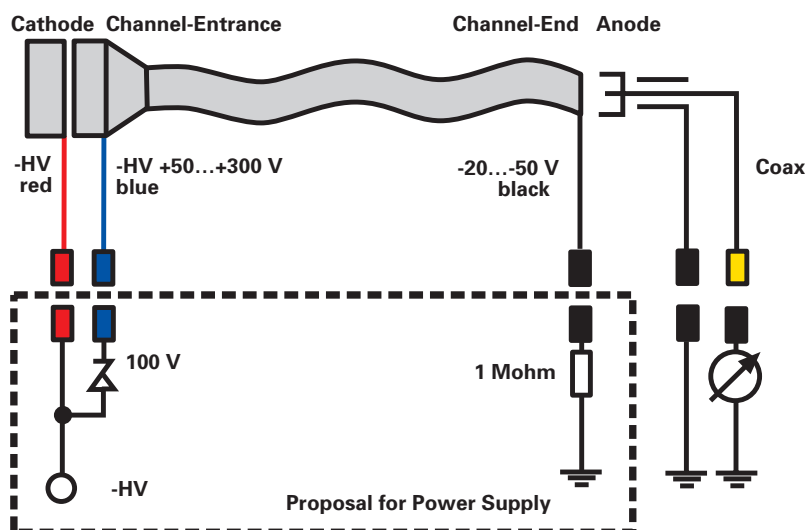 Cathode Channel-Entrance Channel-End Anode
-HV
red
-HV +50…+300 V
blue
-20…-50 V
black
Coax
100 V
1 Mohm
-HV
Proposal for Power Supply